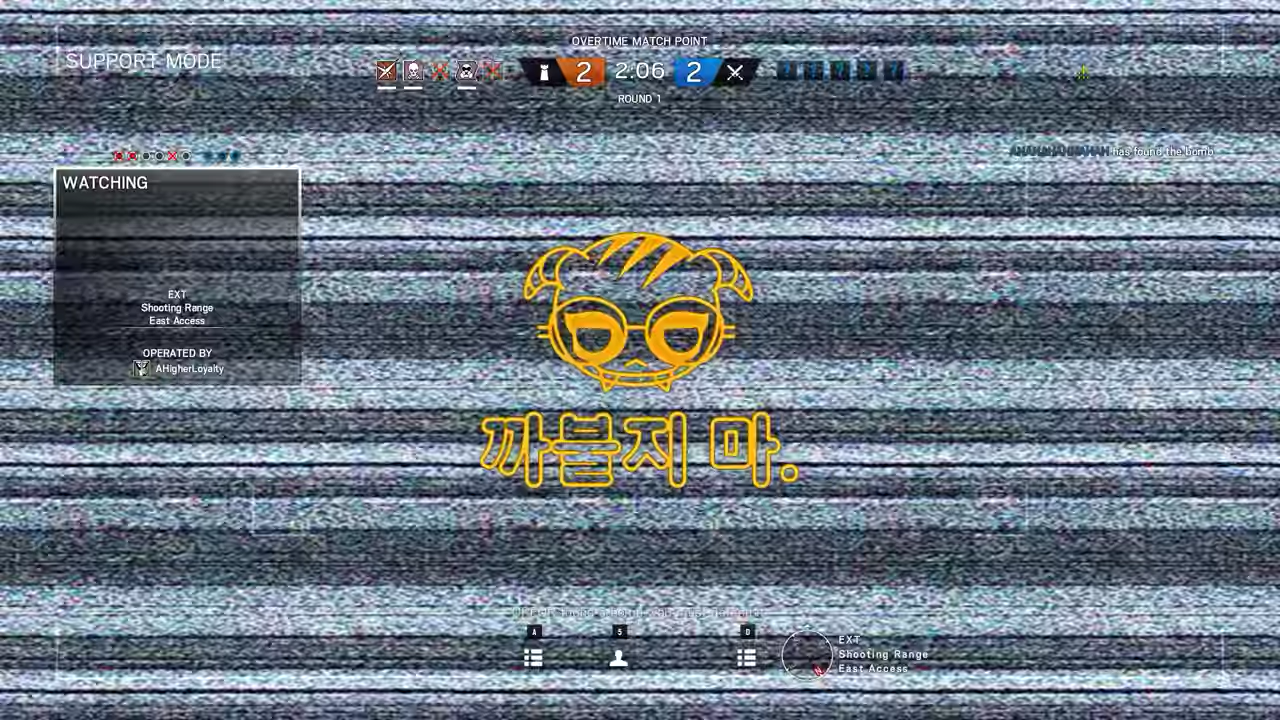 OVERTIME MATCH POINT
SUPPORT MODE
2 2:06 2
ROUND 1
has found the bomb
WATCHING
EXT
Shooting Range
East Access
OPERATED BY
AHigherLoyalty
까불지 마.
A S D
EXT
Shooting Range
East Access